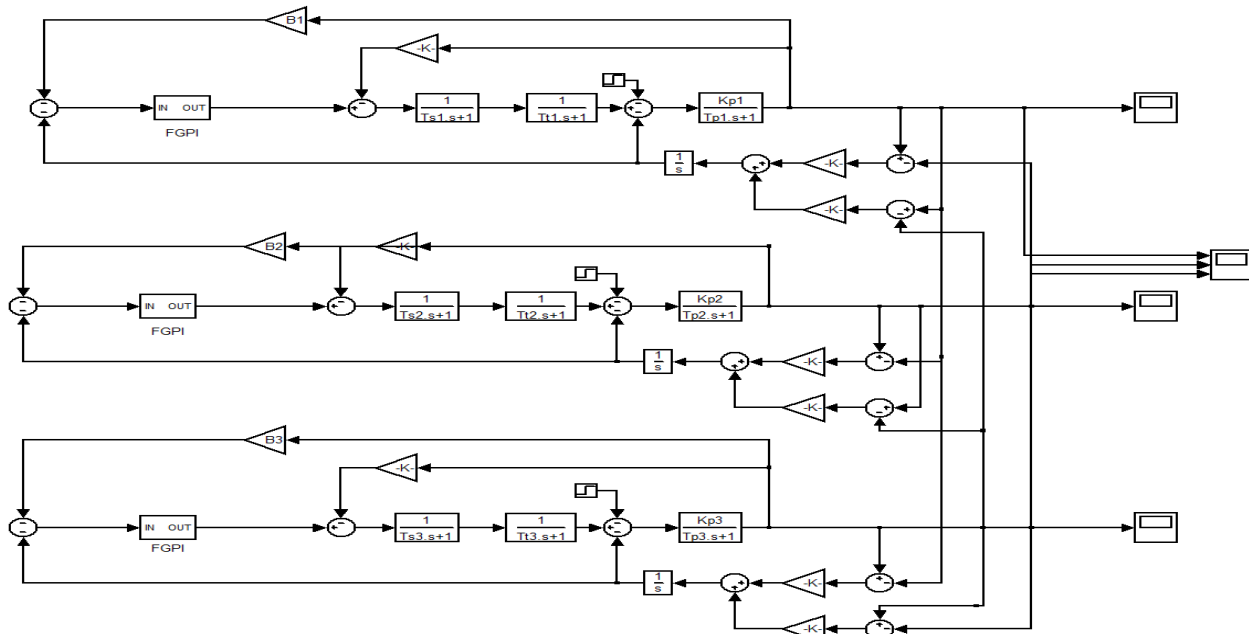 B1
-K-
IN OUT
FGPI
1
Ts1.s+1
1
Tt1.s+1
Kp1
Tp1.s+1
1
s
-K-
-K-
B2
-K-
IN OUT
FGPI
1
Ts2.s+1
1
Tt2.s+1
Kp2
Tp2.s+1
1
s
-K-
-K-
B3
-K-
IN OUT
FGPI
1
Ts3.s+1
1
Tt3.s+1
Kp3
Tp3.s+1
1
s
-K-
-K-